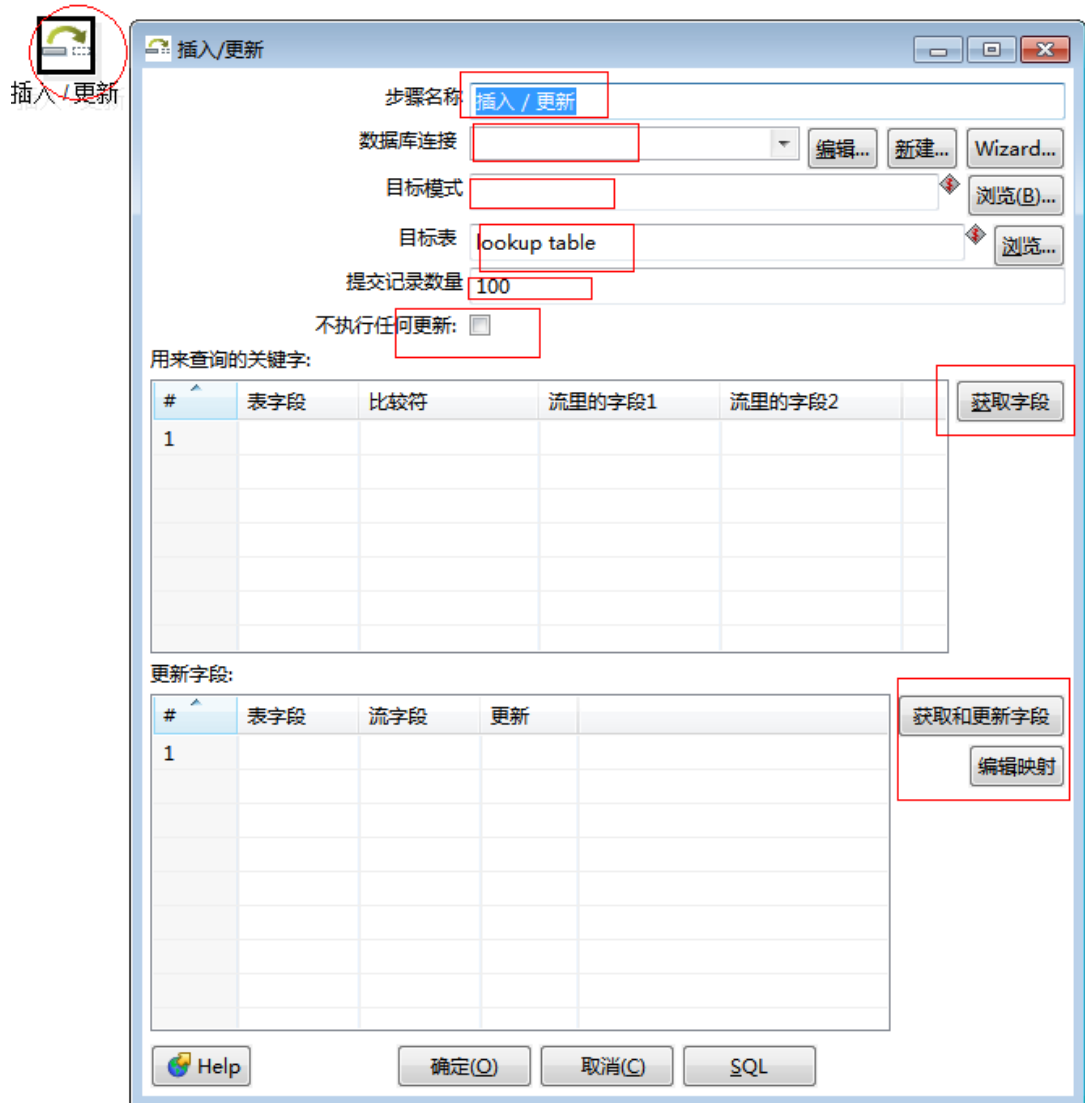 插入 / 更新
插入/更新
步骤名称 插入 / 更新
数据库连接 编辑... 新建... Wizard...
目标模式 浏览(B)...
目标表 lookup table 浏览...
提交记录数量 100
不执行任何更新:
用来查询的关键字:
# 表字段 比较符 流里的字段1 流里的字段2 获取字段
1
更新字段:
# 表字段 流字段 更新 获取和更新字段
1 编辑映射
Help 确定(O) 取消(C) SQL